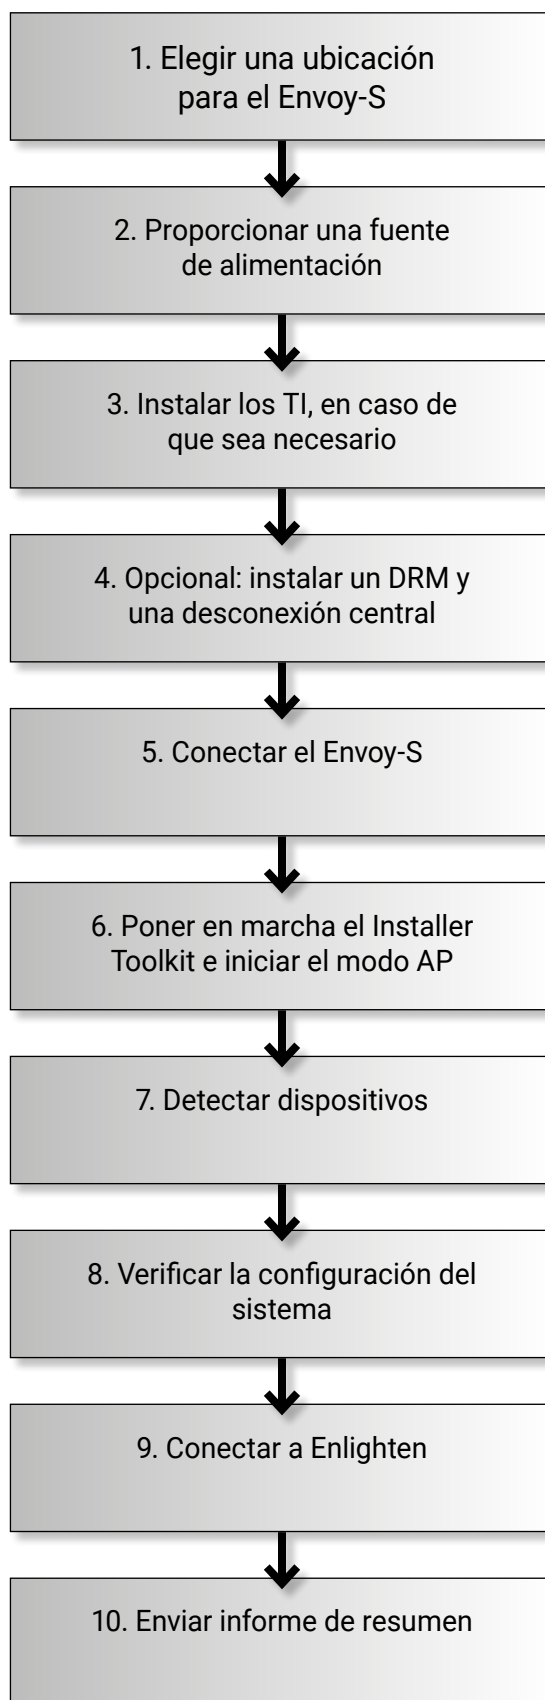 1. Elegir una ubicación
para el Envoy-S
2. Proporcionar una fuente
de alimentación
3. Instalar los TI, en caso de
que sea necesario
4. Opcional: instalar un DRM y
una desconexión central
5. Conectar el Envoy-S
6. Poner en marcha el Installer
Toolkit e iniciar el modo AP
7. Detectar dispositivos
8. Verificar la configuración del
sistema
9. Conectar a Enlighten
10. Enviar informe de resumen